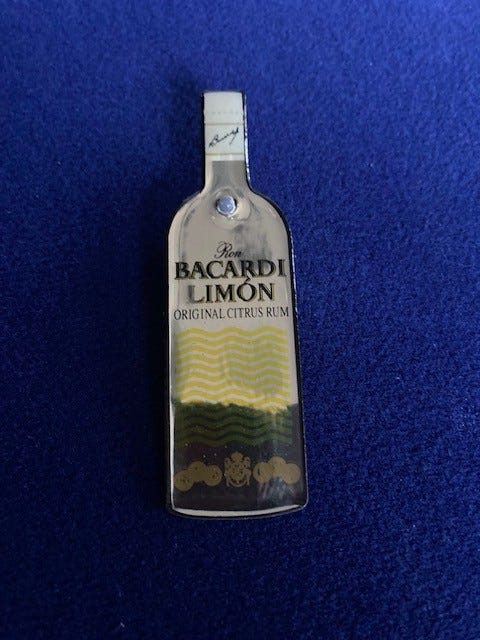 Ron
BACARDI
LIMÓN
ORIGINAL CITRUS RUM